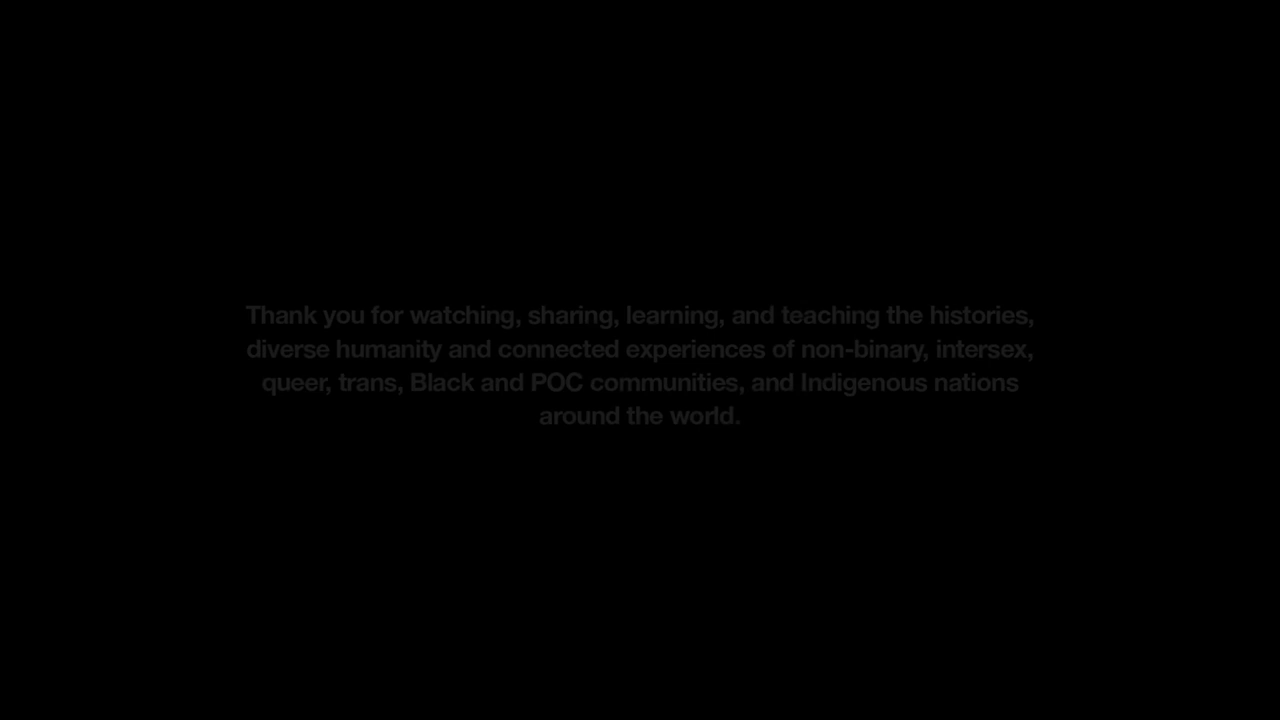 Thank you for watching, sharing, learning, and teaching the histories,
diverse humanity and connected experiences of non-binary, intersex,
queer, trans, Black and POC communities, and Indigenous nations
around the world.